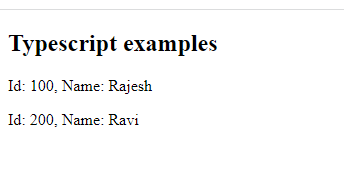 Typescript examples
Id: 100, Name: Rajesh
Id: 200, Name: Ravi